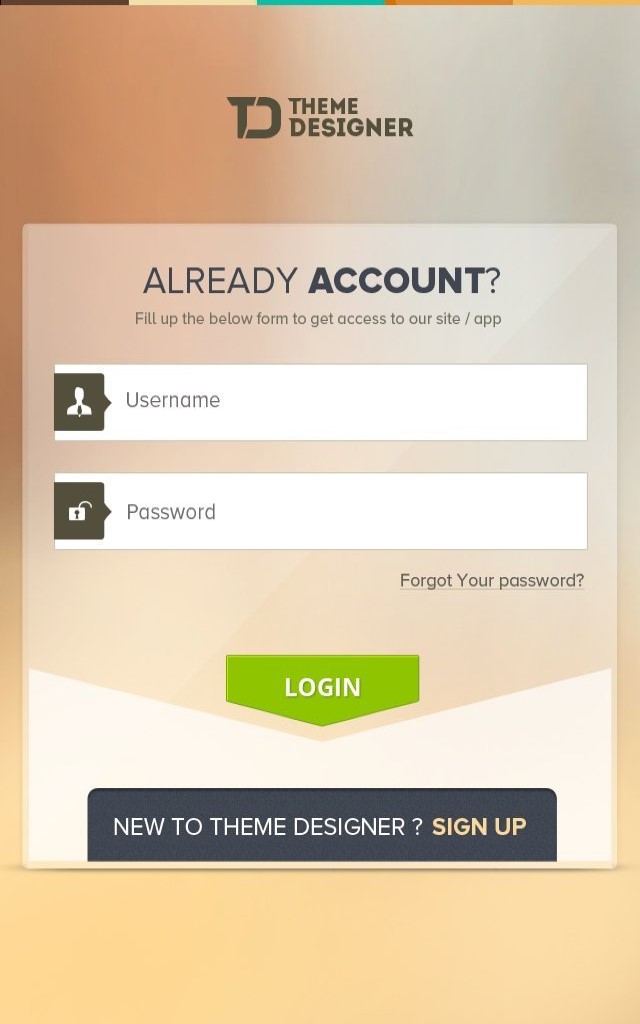 THEME
DESIGNER
ALREADY ACCOUNT?
Fill up the below form to get access to our site / app
Username
Password
Forgot Your password?
LOGIN
NEW TO THEME DESIGNER ? SIGN UP